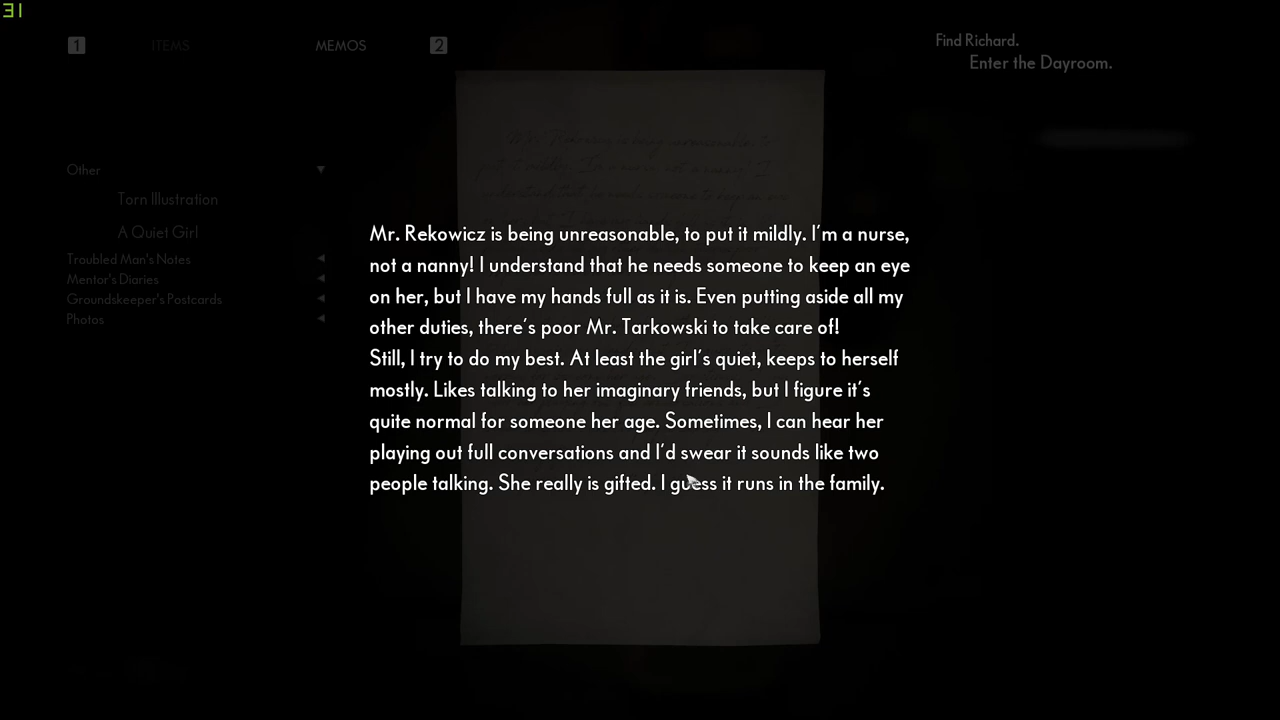 31
1 ITEMS MEMOS 2
Find Richard.
Enter the Dayroom.
Other
Torn Illustration
A Quiet Girl
Troubled Man's Notes
Mentor's Diaries
Groundskeeper's Postcards
Photos
Mr. Rekowicz is being unreasonable, to put it mildly. I'm a nurse,
not a nanny! I understand that he needs someone to keep an eye
on her, but I have my hands full as it is. Even putting aside all my
other duties, there's poor Mr. Tarkowski to take care of!
Still, I try to do my best. At least the girl's quiet, keeps to herself
mostly. Likes talking to her imaginary friends, but I figure it's
quite normal for someone her age. Sometimes, I can hear her
playing out full conversations and I'd swear it sounds like two
people talking. She really is gifted. I guess it runs in the family.